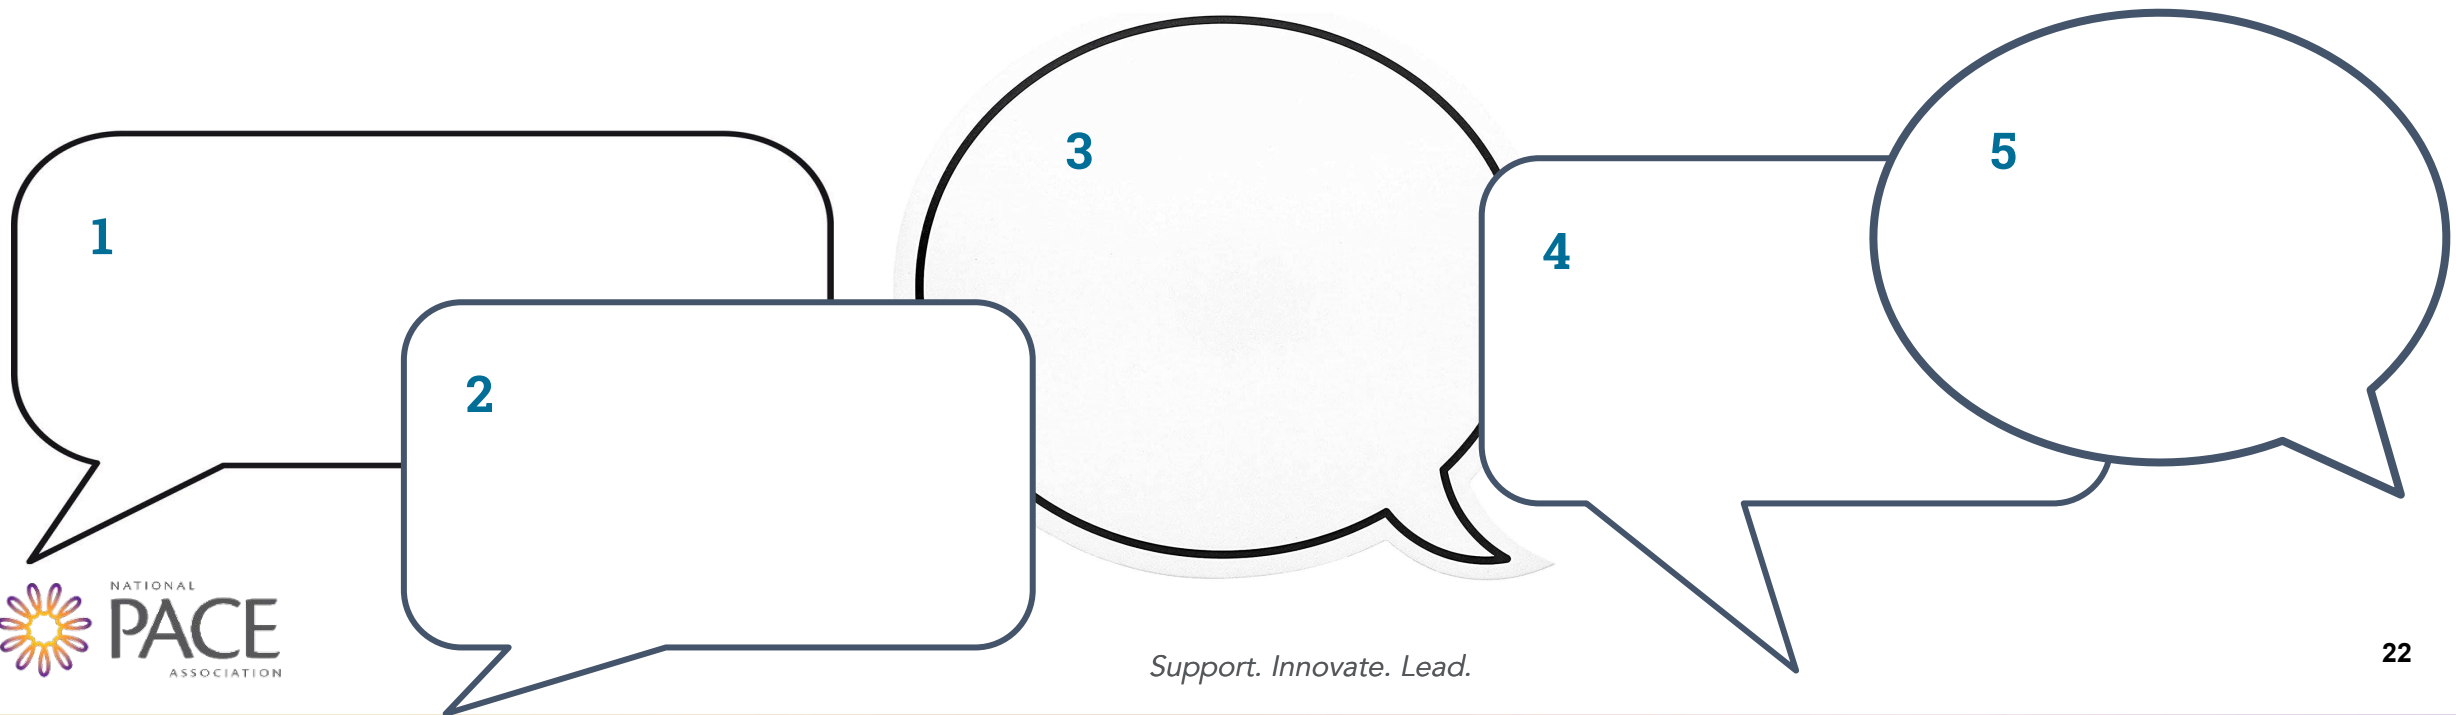 1
2
3
4
5
NATIONAL
PACE
ASSOCIATION
Support. Innovate. Lead.
22